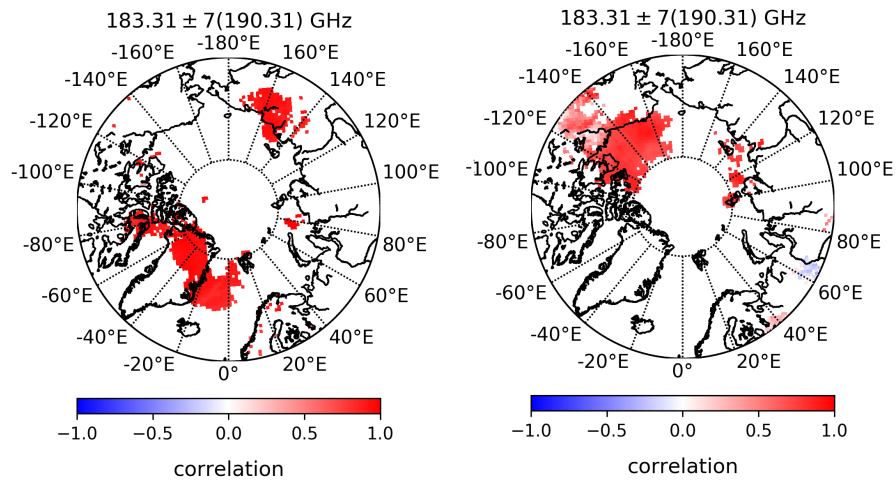 183.31 ± 7(190.31) GHz
-180°E
-160°E
160°E
-140°E
140°E
-120°E
120°E
-100°E
100°E
-80°E
80°E
-60°E
60°E
-40°E
40°E
-20°E
20°E
0°
−1.0 −0.5 0.0 0.5 1.0
correlation
183.31 ± 7(190.31) GHz
-180°E
-160°E
160°E
-140°E
140°E
-120°E
120°E
-100°E
100°E
-80°E
80°E
-60°E
60°E
-40°E
40°E
-20°E
20°E
0°
−1.0 −0.5 0.0 0.5 1.0
correlation